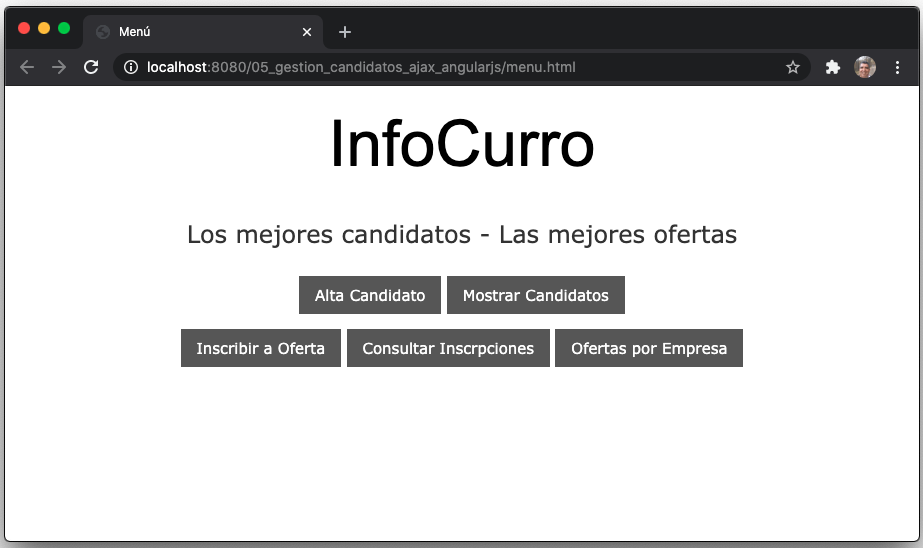 Menú
localhost:8080/05_gestion_candidatos_ajax_angularjs/menu.html
InfoCurro
Los mejores candidatos - Las mejores ofertas
Alta Candidato Mostrar Candidatos
Inscribir a Oferta Consultar Inscrpciones Ofertas por Empresa